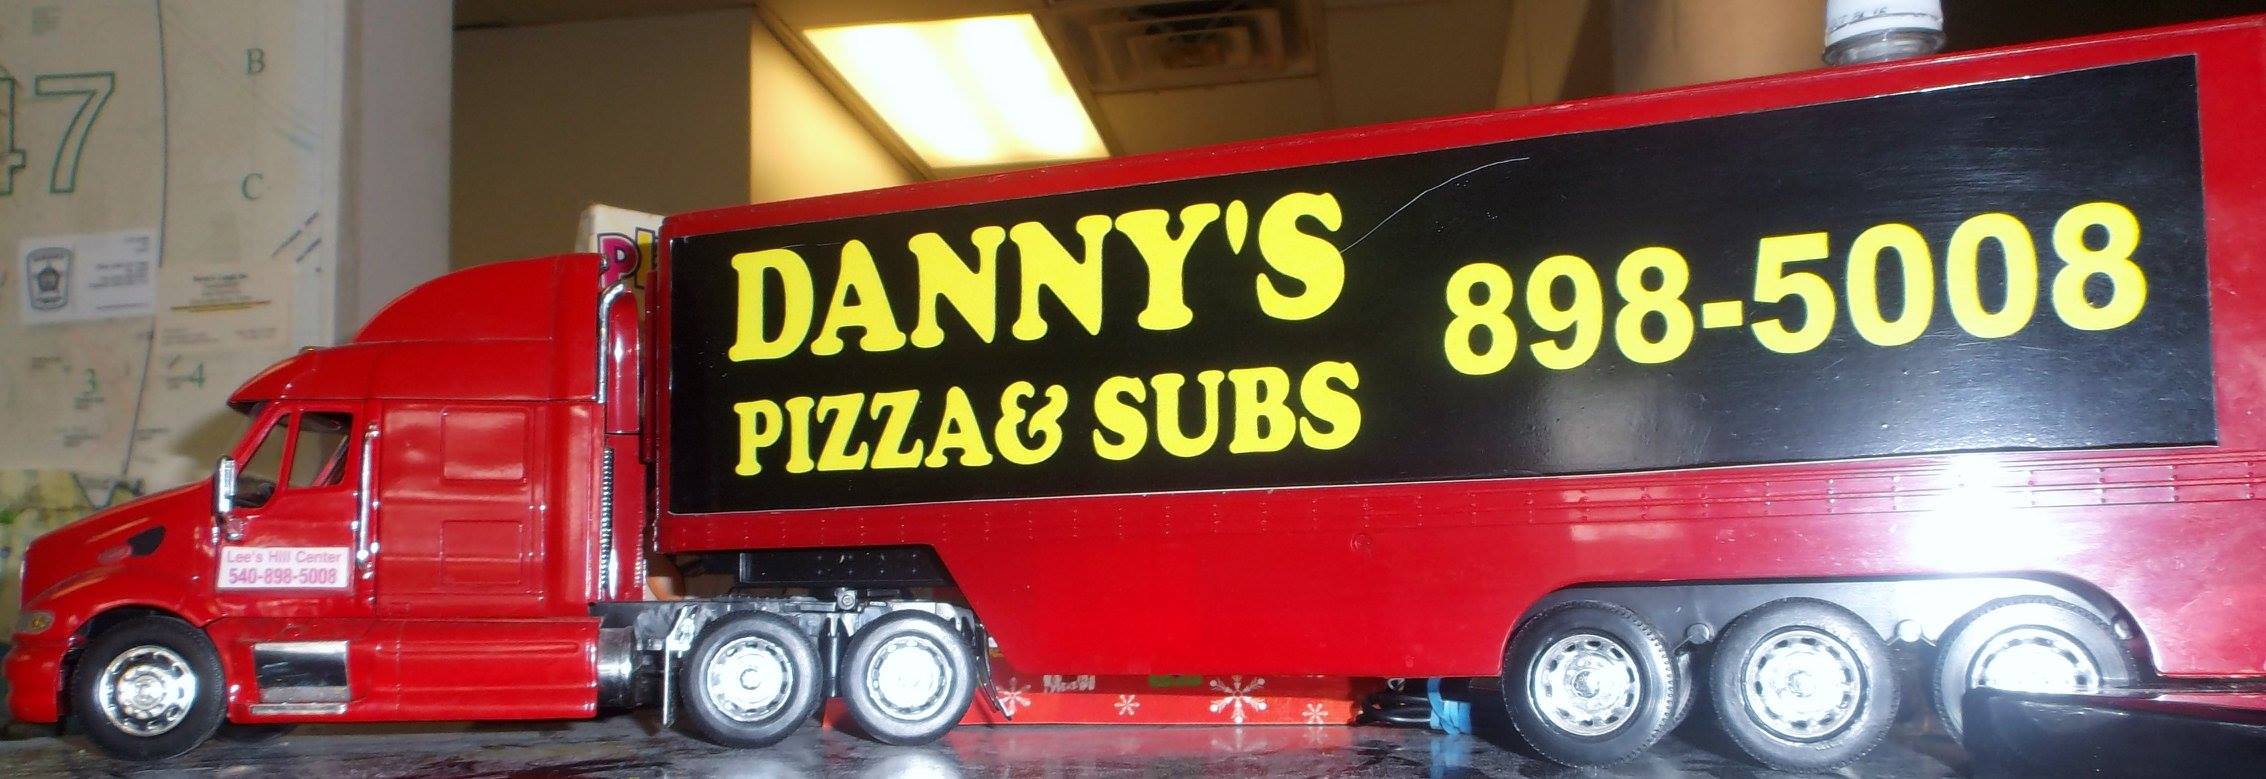 47
B
C
3
4
DANNY'S
PIZZA & SUBS
898-5008
Lee's Hill Center
540-898-5008